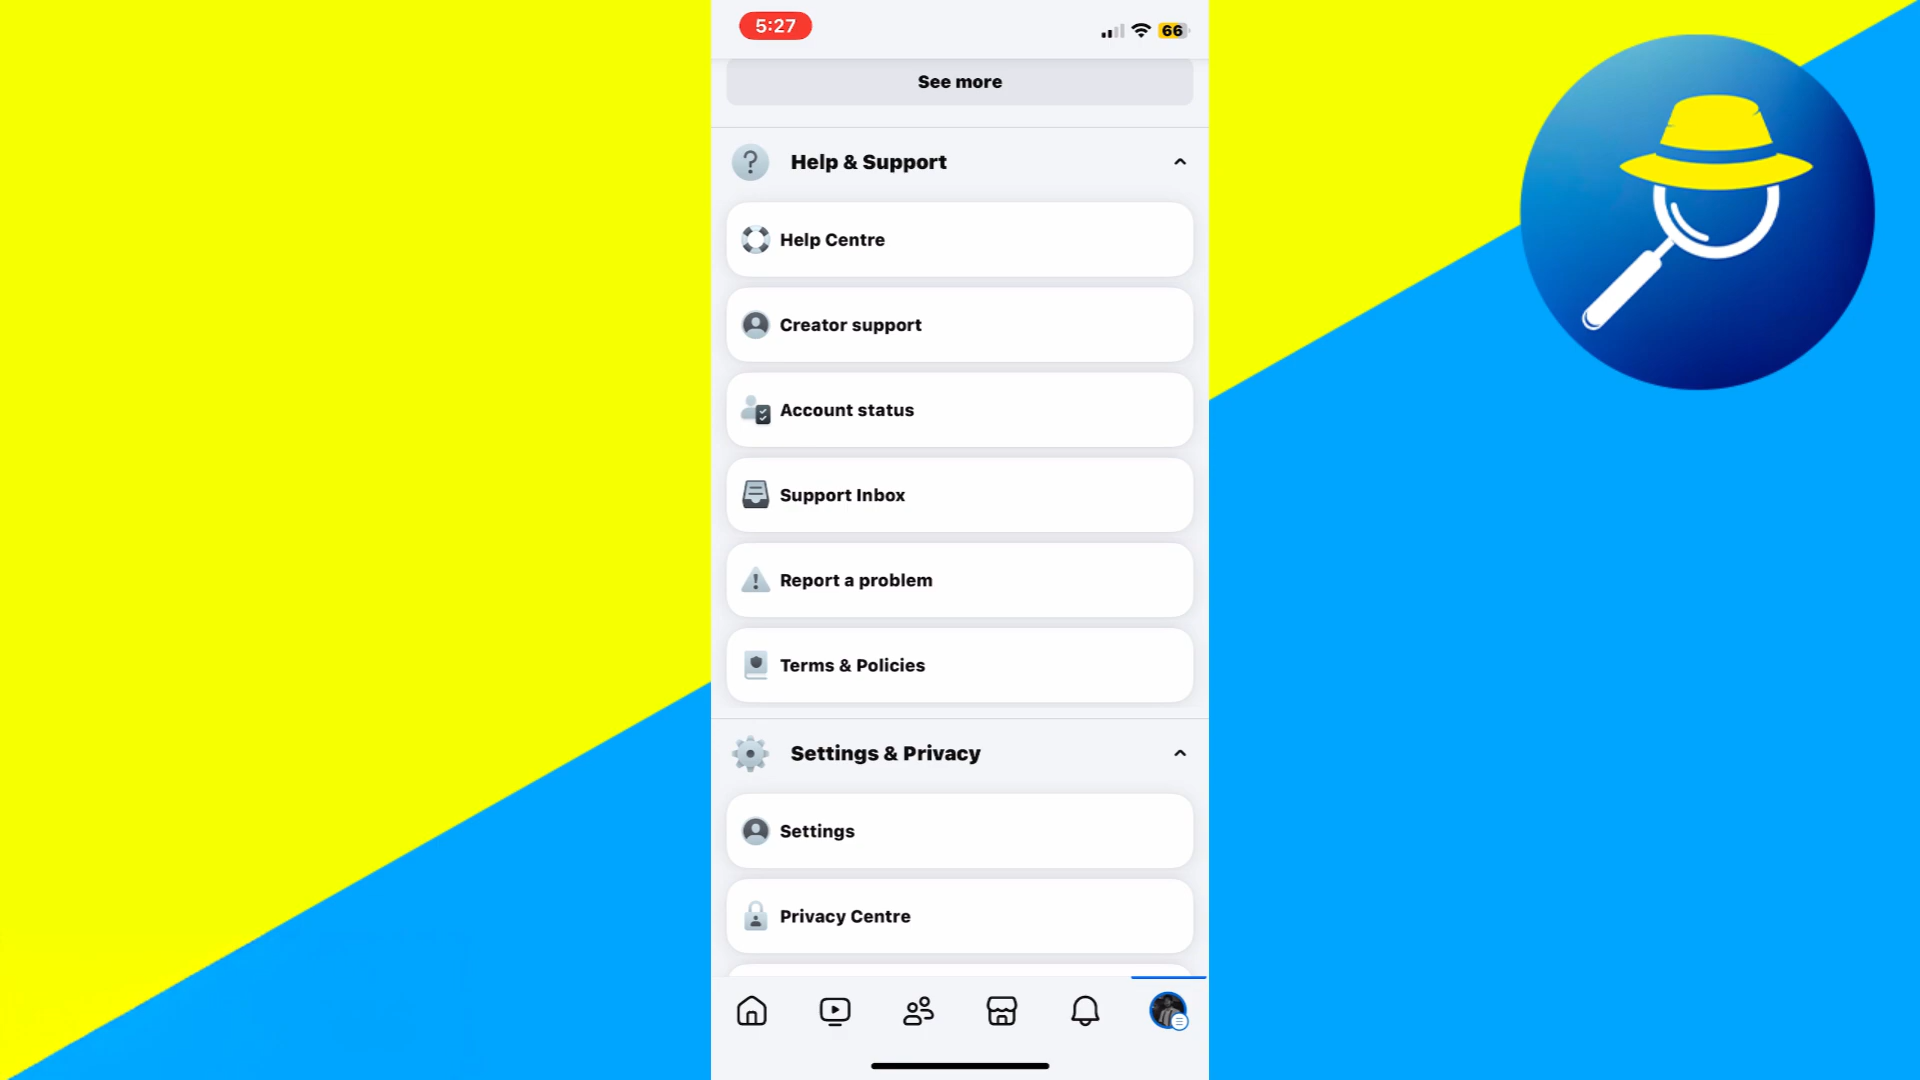 5:27
66
See more
Help & Support
Help Centre
Creator support
Account status
Support Inbox
Report a problem
Terms & Policies
Settings & Privacy
Settings
Privacy Centre